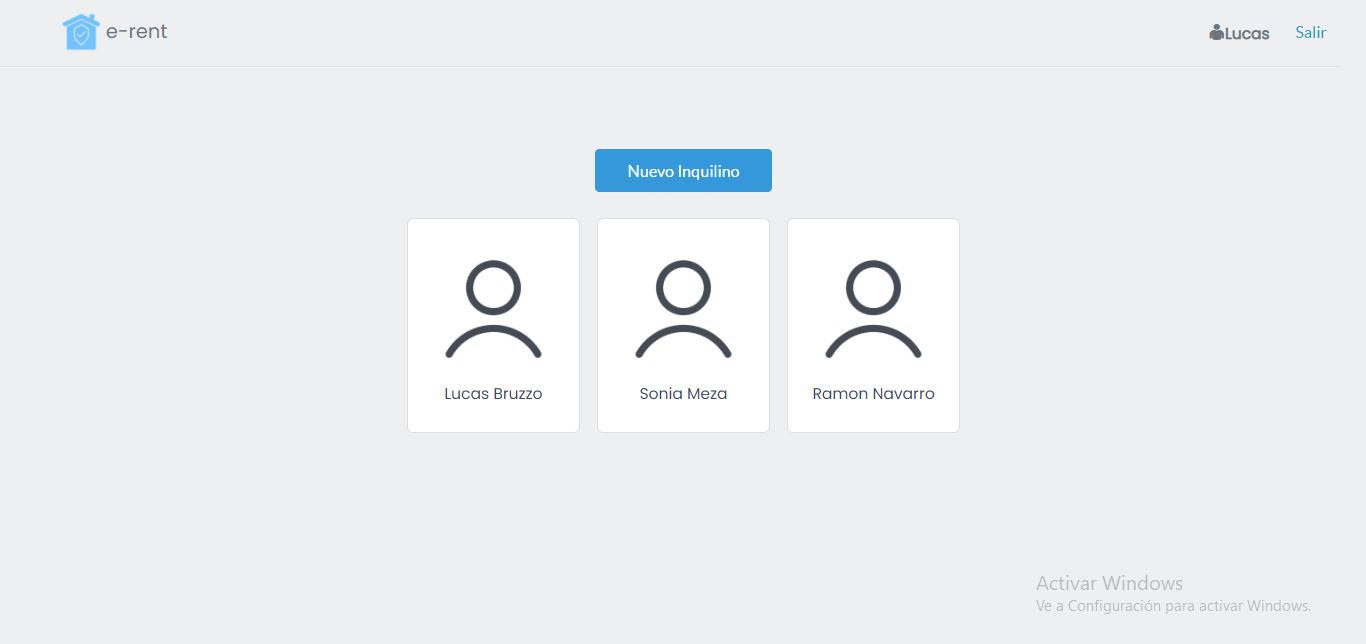 e-rent
Lucas Salir
Nuevo Inquilino
Lucas Bruzzo
Sonia Meza
Ramon Navarro
Activar Windows
Ve a Configuración para activar Windows.